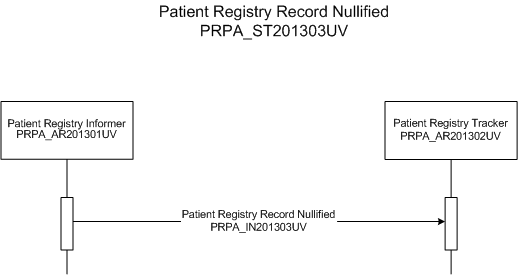 Patient Registry Record Nullified
PRPA_ST201303UV
Patient Registry Informer
PRPA_AR201301UV
Patient Registry Tracker
PRPA_AR201302UV
Patient Registry Record Nullified
PRPA_IN201303UV